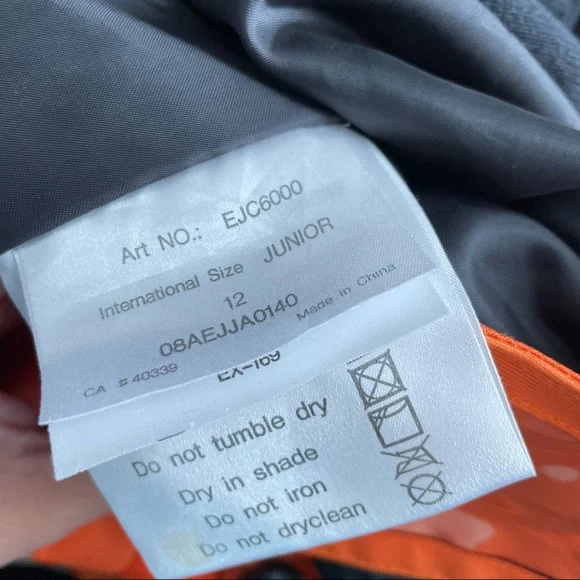 Art NO.: EJC6000
International Size JUNIOR
12
08AEJJA0140
CA # 40339 Made in China
EX-169
Do not tumble dry
Dry in shade
Do not iron
Do not dryclean